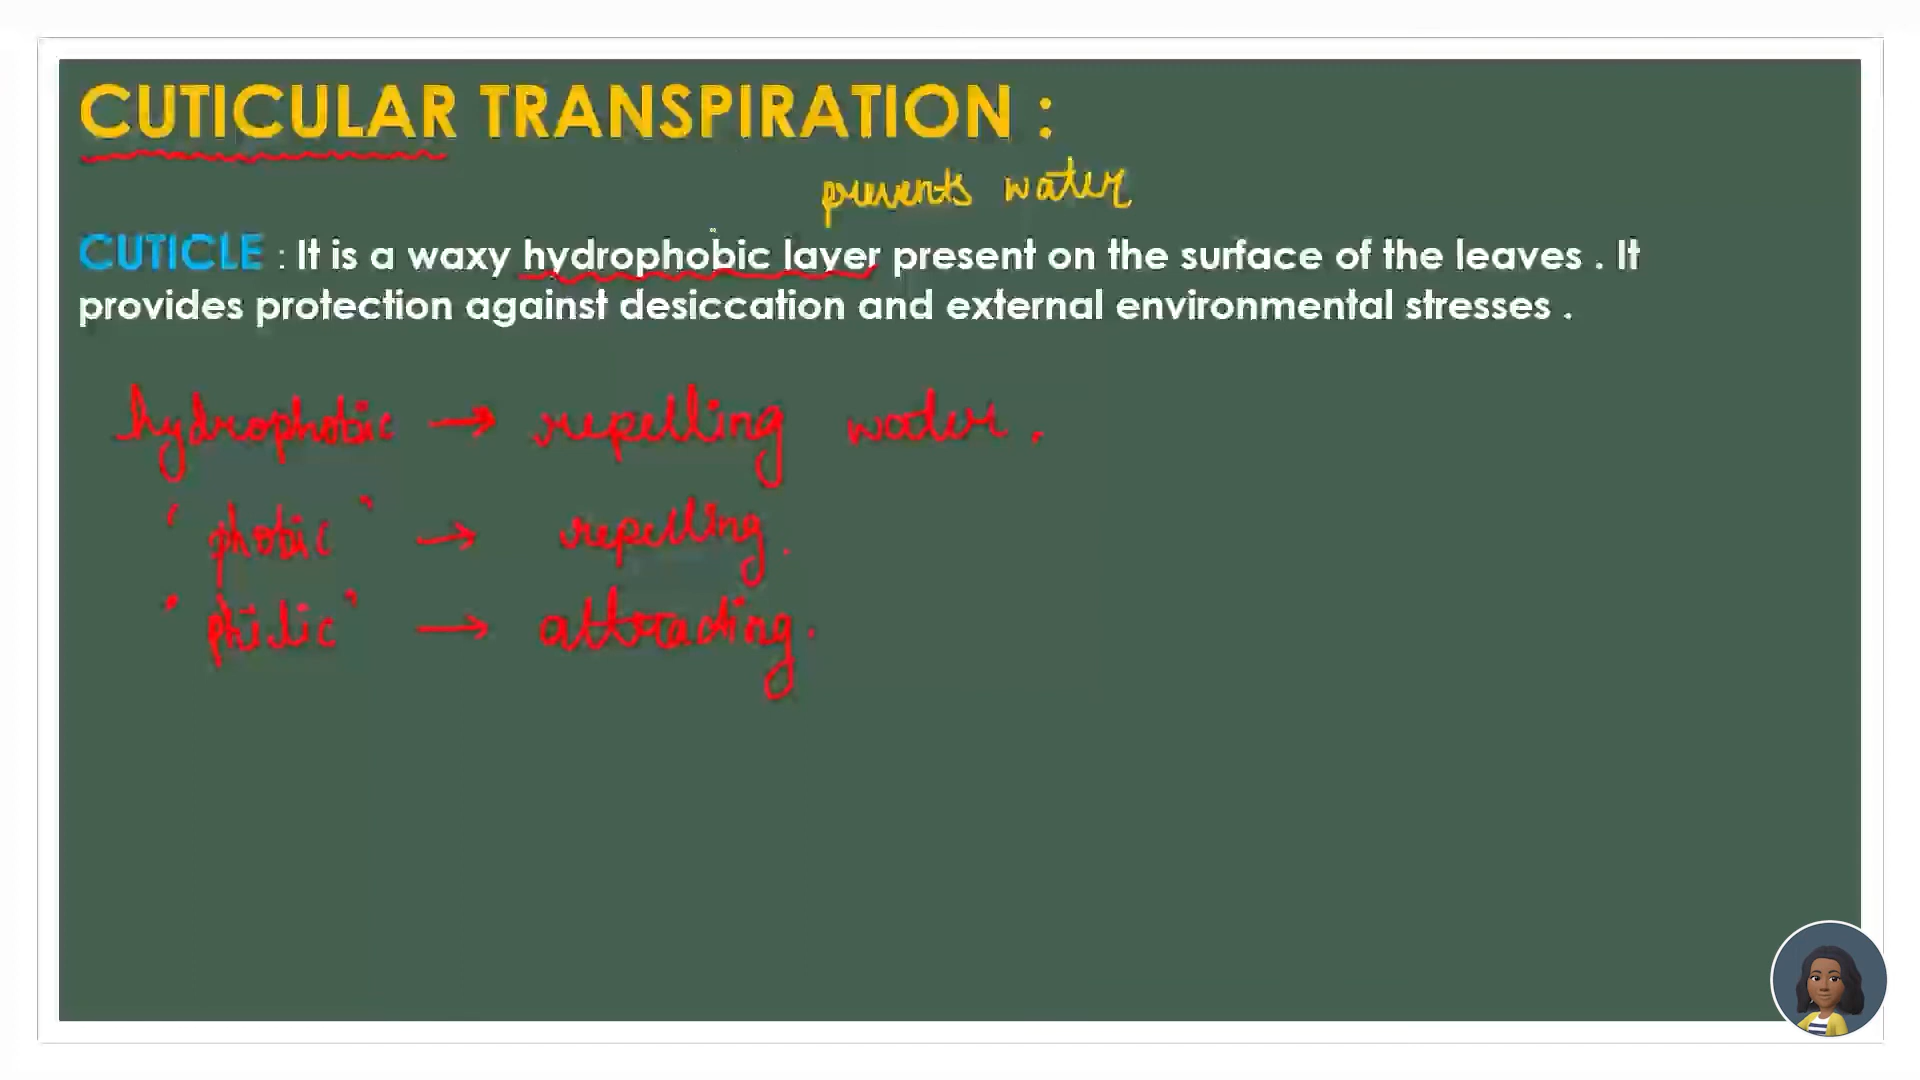 CUTICULAR TRANSPIRATION :
prevents water
CUTICLE : It is a waxy hydrophobic layer present on the surface of the leaves . It
provides protection against desiccation and external environmental stresses .
hydrophobic → repelling water .
‘ phobic ’ → repelling .
‘ philic ’ → attracting .